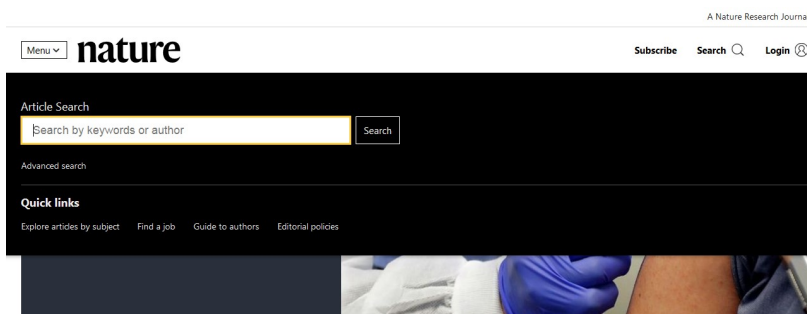 A Nature Research Journa
Menu nature Subscribe Search Login
Article Search
Search by keywords or author Search
Advanced search
Quick links
Explore articles by subject Find a job Guide to authors Editorial policies